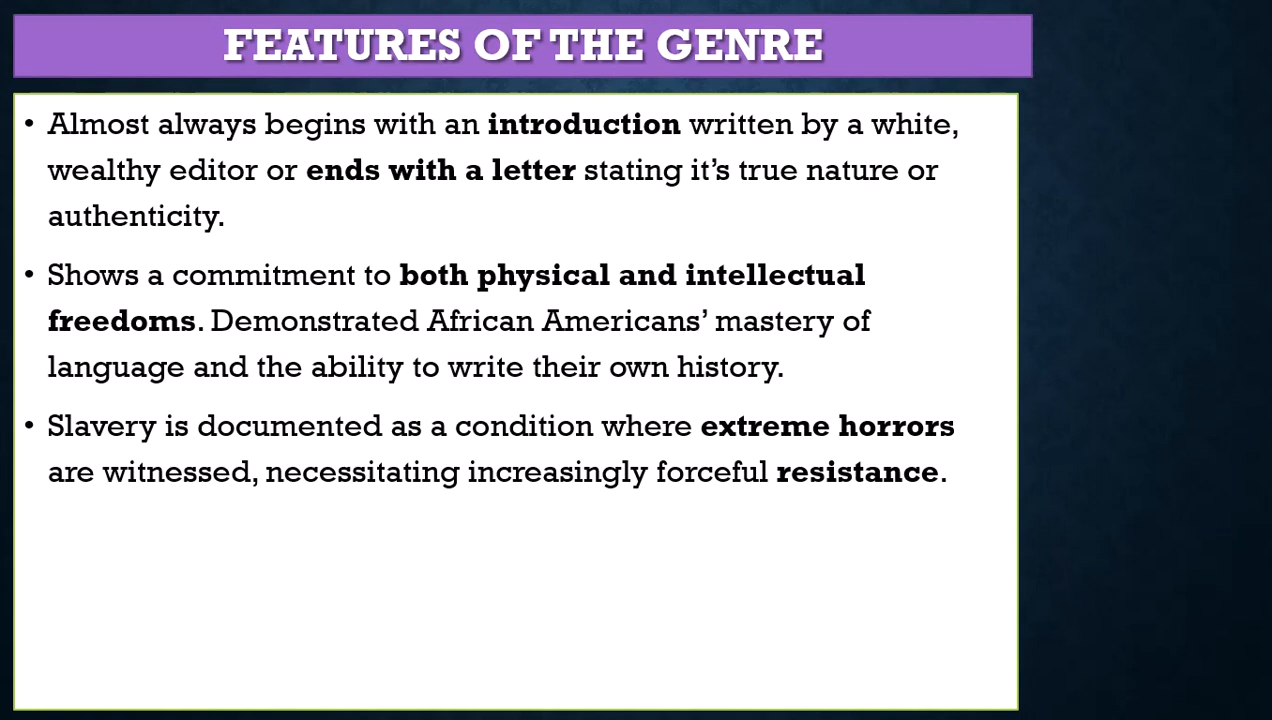 FEATURES OF THE GENRE
• Almost always begins with an introduction written by a white,
wealthy editor or ends with a letter stating it’s true nature or
authenticity.
• Shows a commitment to both physical and intellectual
freedoms. Demonstrated African Americans’ mastery of
language and the ability to write their own history.
• Slavery is documented as a condition where extreme horrors
are witnessed, necessitating increasingly forceful resistance.